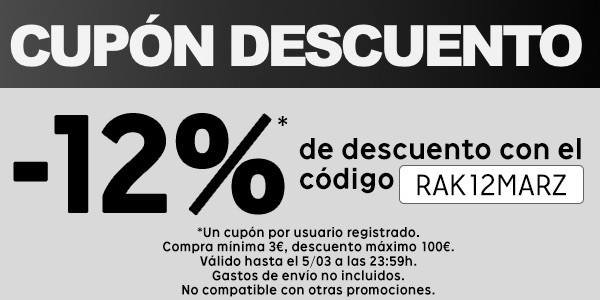 CUPÓN DESCUENTO
-12%*
de descuento con el
código RAK12MARZ
*Un cupón por usuario registrado.
Compra mínima 3€, descuento máximo 100€.
Válido hasta el 5/03 a las 23:59h.
Gastos de envío no incluidos.
No compatible con otras promociones.